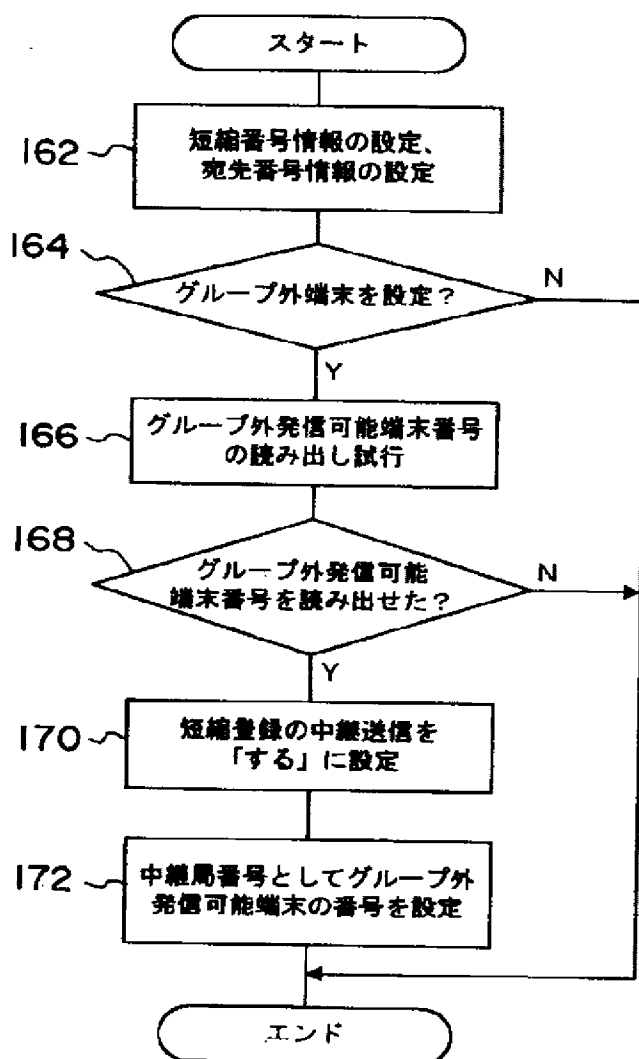 スタート
162
短縮番号情報の設定、
宛先番号情報の設定
164
グループ外端末を設定？
N
Y
166
グループ外発信可能端末番号
の読み出し試行
168
グループ外発信可能
端末番号を読み出せた？
N
Y
170
短縮登録の中継送信を
「する」に設定
172
中継局番号としてグループ外
発信可能端末の番号を設定
エンド